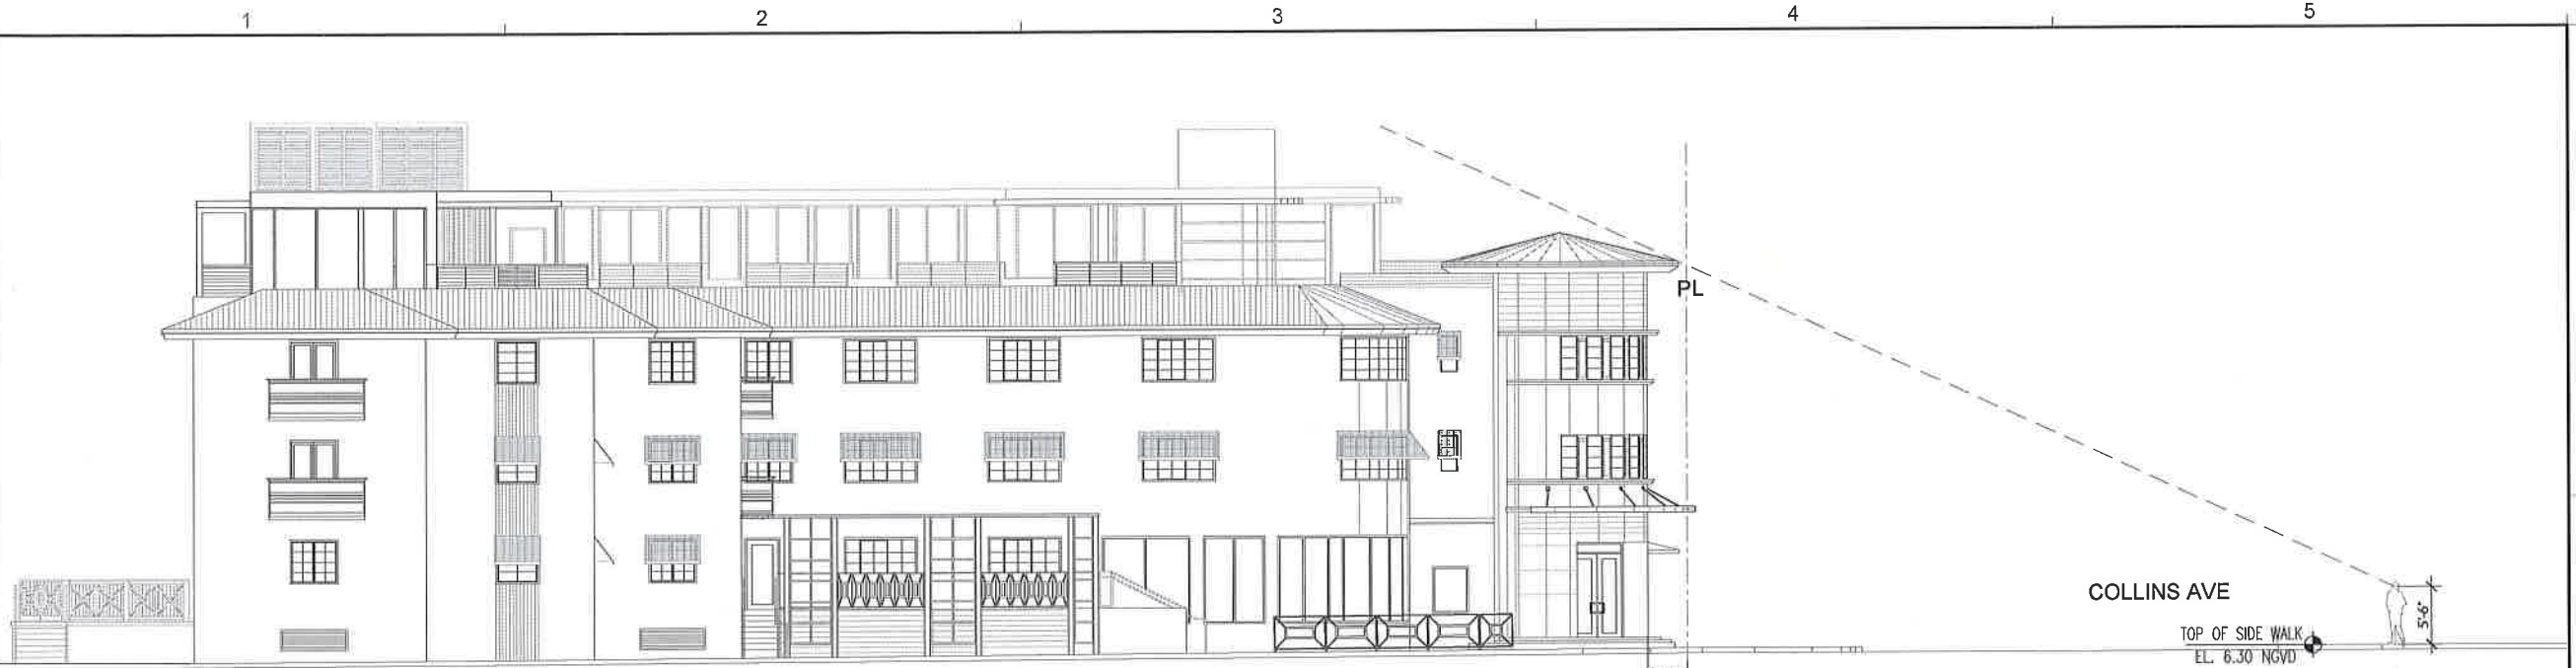 1 2 3 4 5
PL
COLLINS AVE
5'-6"
TOP OF SIDE WALK
EL. 6.30 NGVD